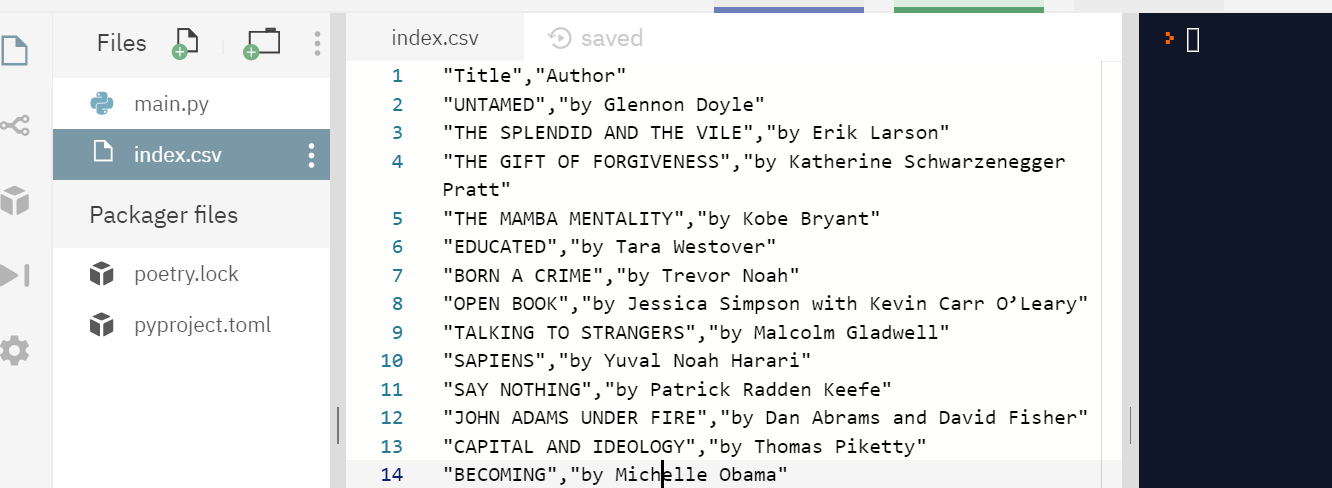 Files
main.py
index.csv
Packager files
poetry.lock
pyproject.toml
index.csv
saved
1 "Title","Author"
2 "UNTAMED","by Glennon Doyle"
3 "THE SPLENDID AND THE VILE","by Erik Larson"
4 "THE GIFT OF FORGIVENESS","by Katherine Schwarzenegger
Pratt"
5 "THE MAMBA MENTALITY","by Kobe Bryant"
6 "EDUCATED","by Tara Westover"
7 "BORN A CRIME","by Trevor Noah"
8 "OPEN BOOK","by Jessica Simpson with Kevin Carr O’Leary"
9 "TALKING TO STRANGERS","by Malcolm Gladwell"
10 "SAPIENS","by Yuval Noah Harari"
11 "SAY NOTHING","by Patrick Radden Keefe"
12 "JOHN ADAMS UNDER FIRE","by Dan Abrams and David Fisher"
13 "CAPITAL AND IDEOLOGY","by Thomas Piketty"
14 "BECOMING","by Michelle Obama"